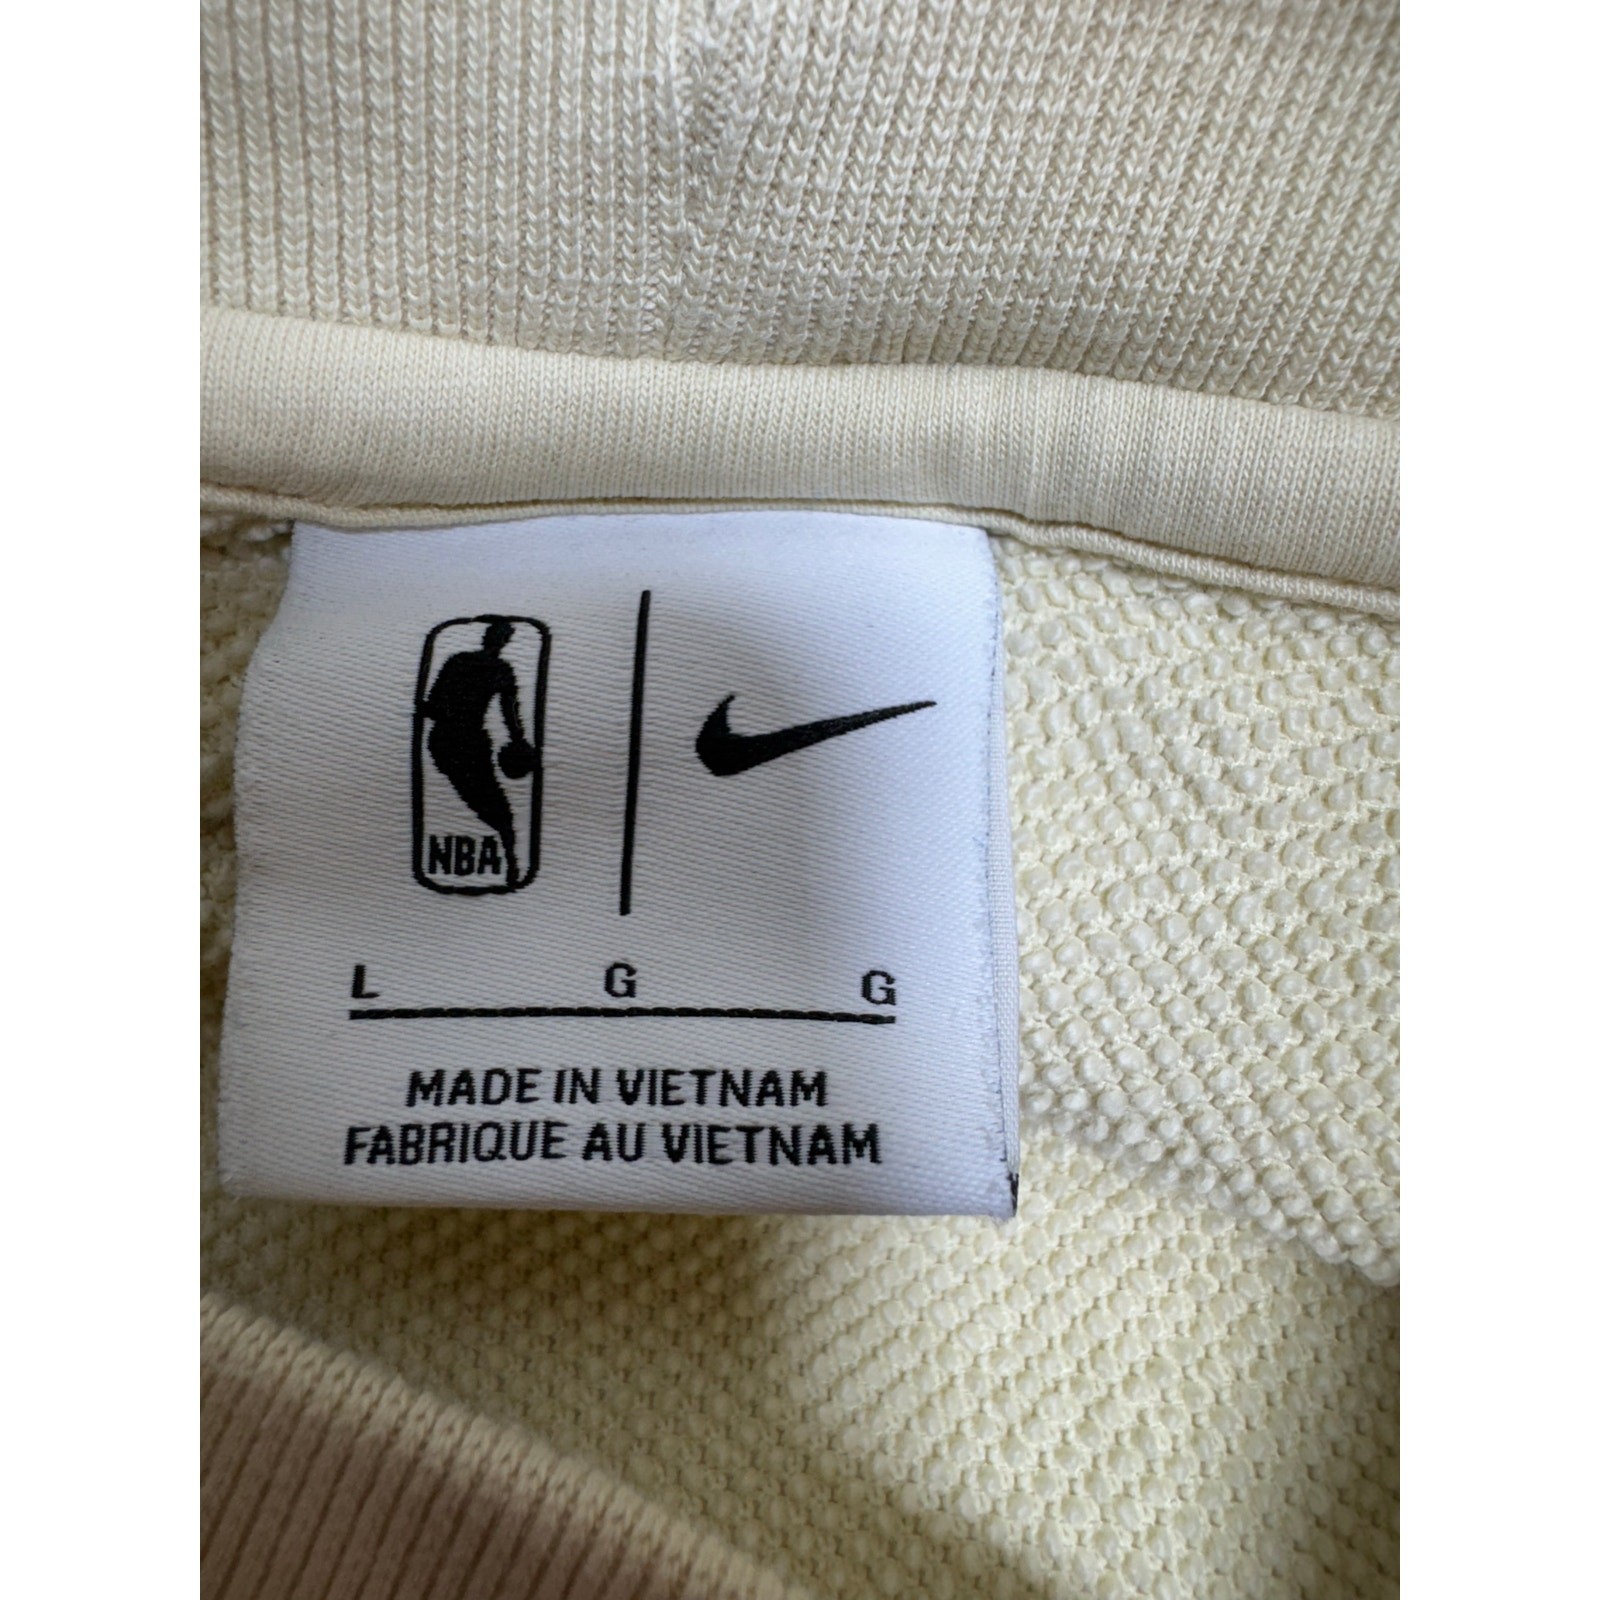 NBA
L G G
MADE IN VIETNAM
FABRIQUE AU VIETNAM